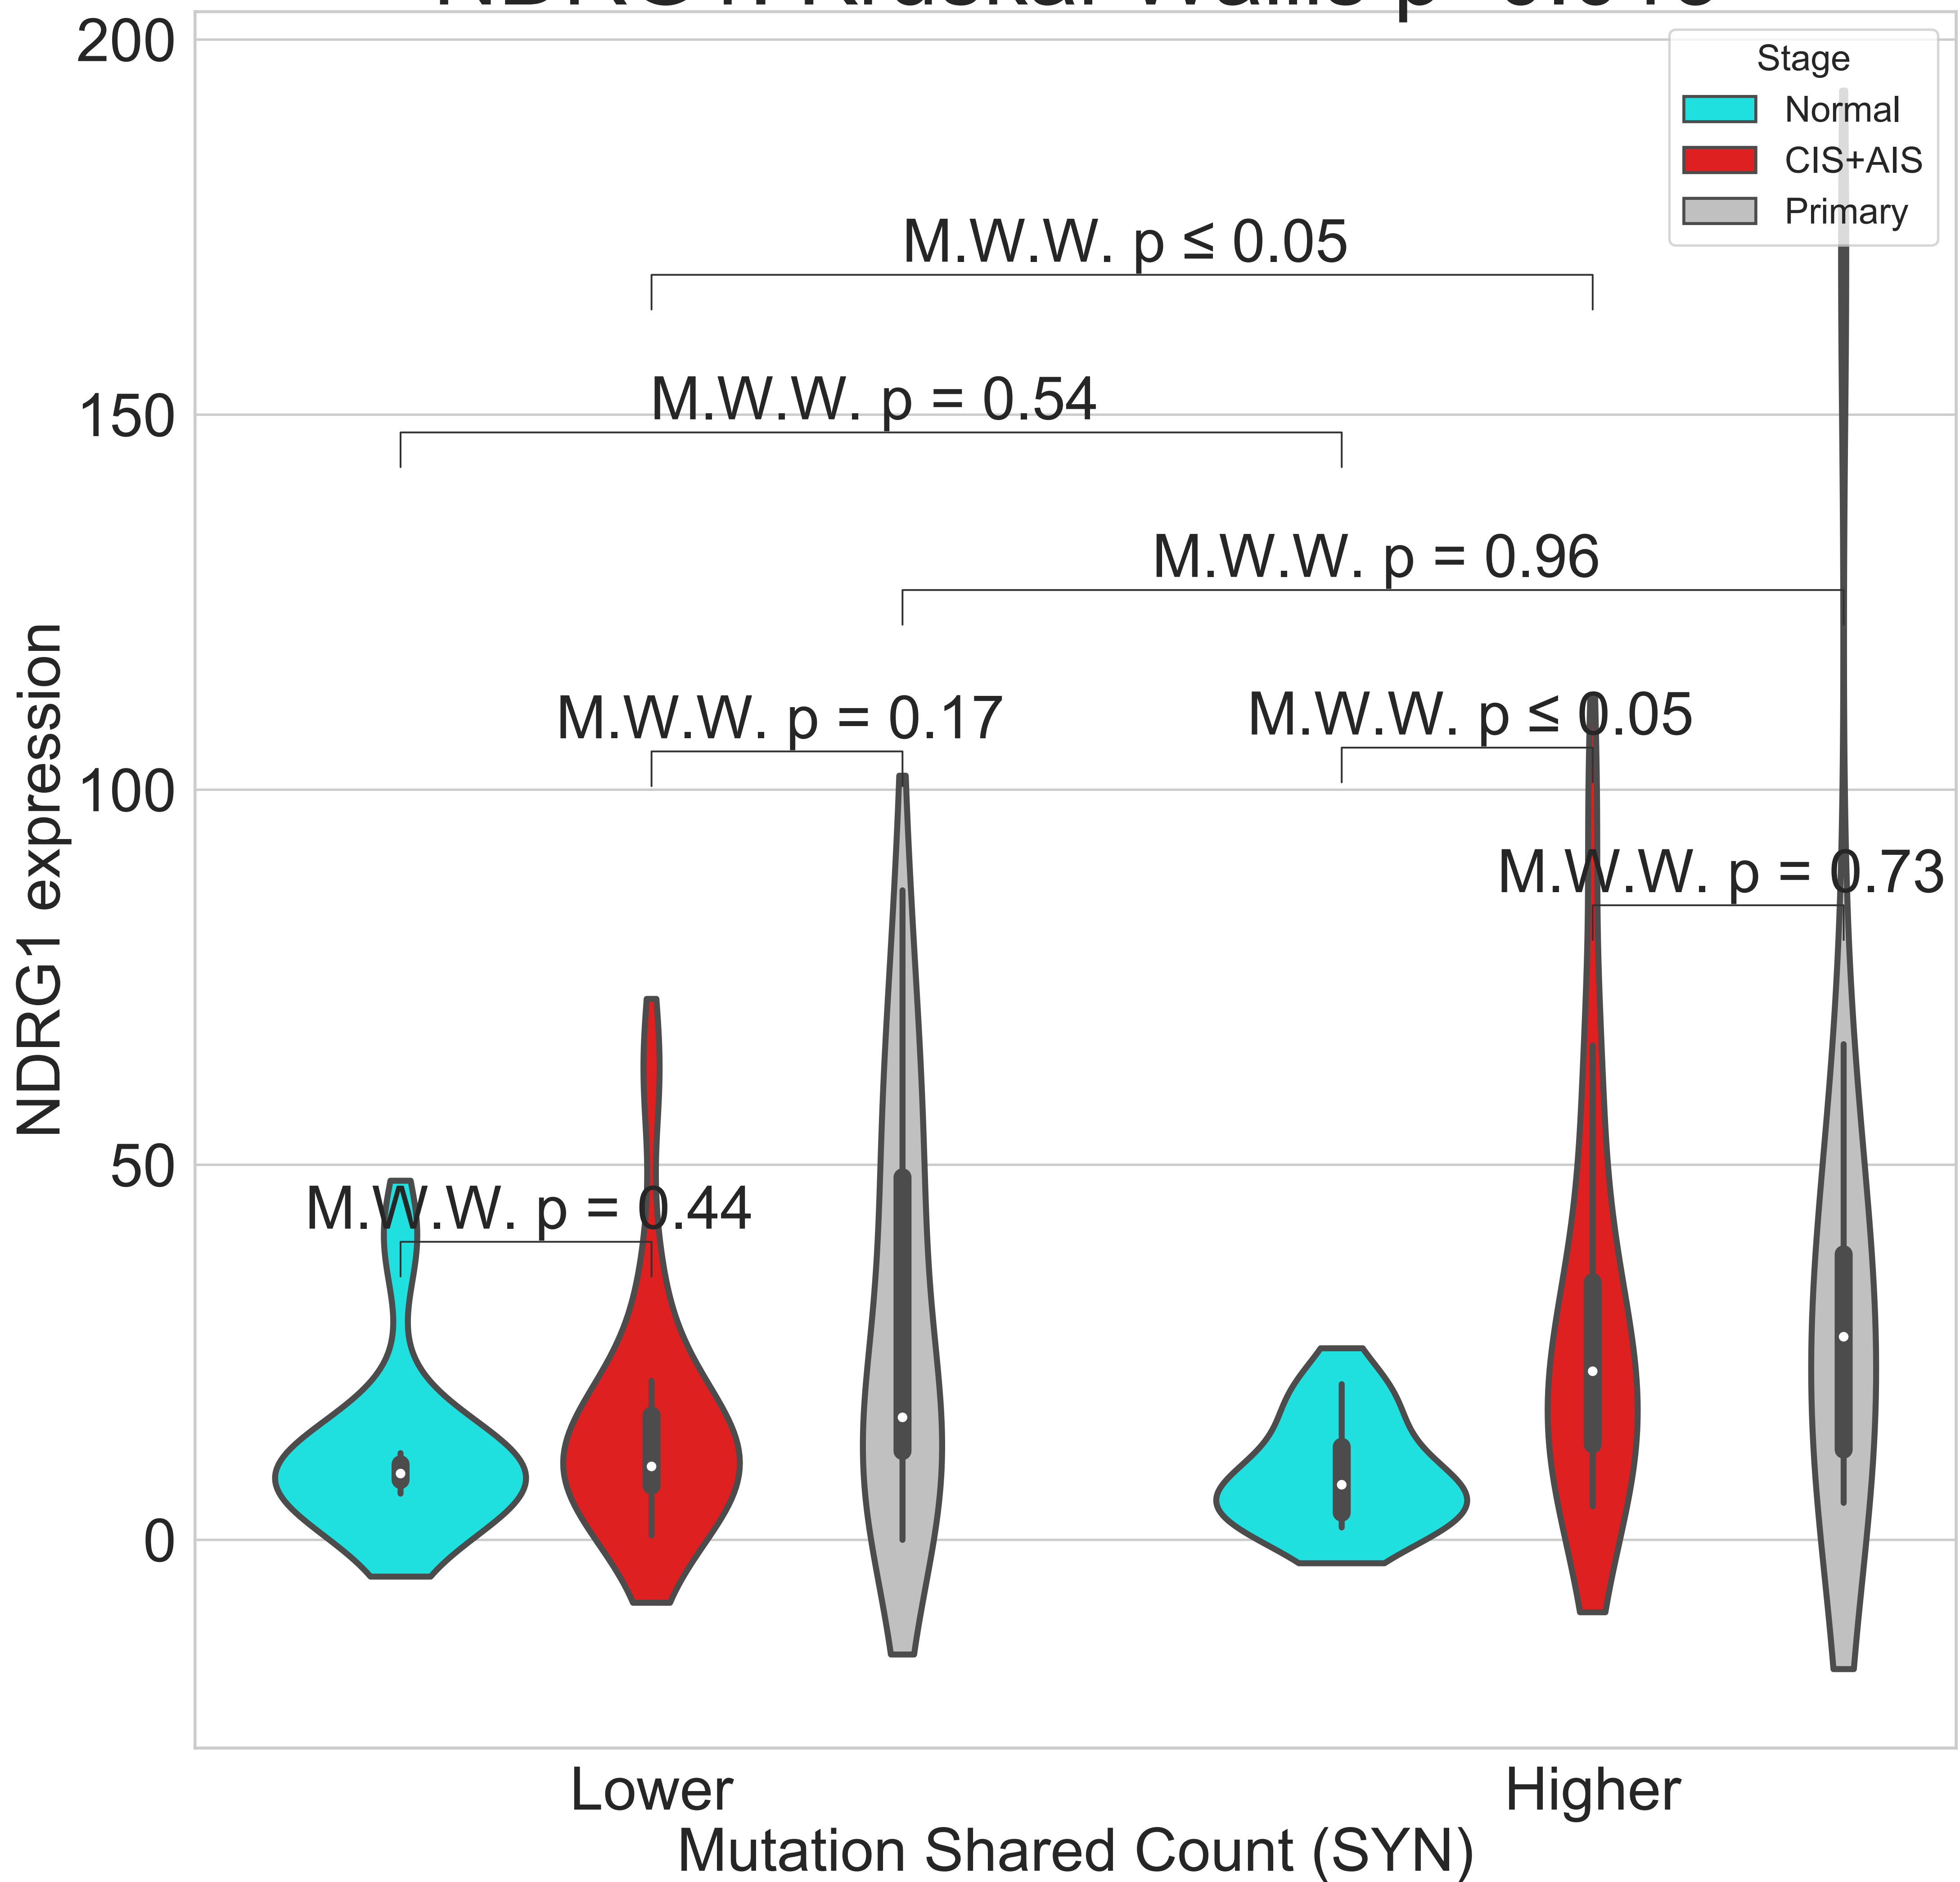 200
Stage
Normal
CIS+AIS
Primary
M.W.W. p ≤ 0.05
M.W.W. p = 0.54
150
M.W.W. p = 0.96
M.W.W. p = 0.17
M.W.W. p ≤ 0.05
100
M.W.W. p = 0.73
50
M.W.W. p = 0.44
0
NDRG1 expression
Lower
Higher
Mutation Shared Count (SYN)